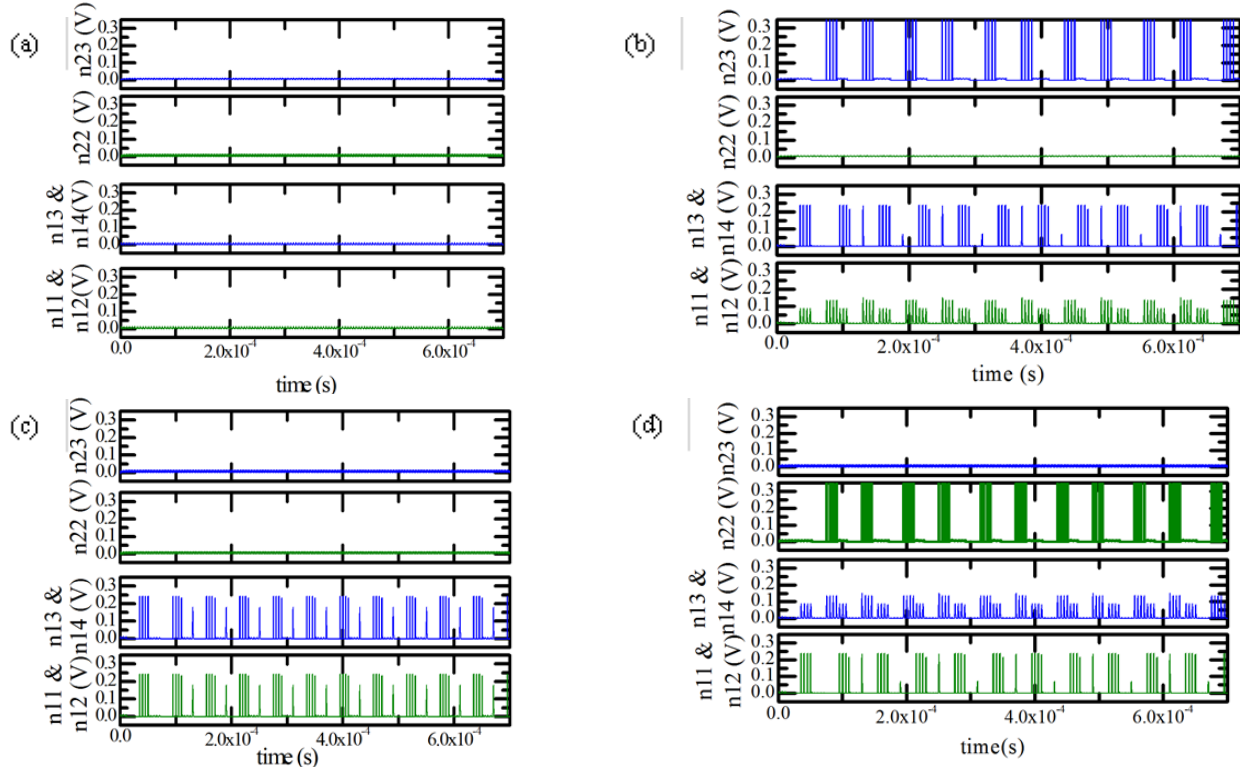 (a)
n23 (V)
0.3
0.2
0.1
0.0
n22 (V)
0.3
0.2
0.1
0.0
n13 &
n14(V)
0.3
0.2
0.1
0.0
n11 &
n12(V)
0.3
0.2
0.1
0.0
0.0 2.0x10⁻⁴ 4.0x10⁻⁴ 6.0x10⁻⁴
time (s)
(b)
n23 (V)
0.3
0.2
0.1
0.0
n22 (V)
0.3
0.2
0.1
0.0
n13 &
n14 (V)
0.3
0.2
0.1
0.0
n11 &
n12 (V)
0.3
0.2
0.1
0.0
0.0 2.0x10⁻⁴ 4.0x10⁻⁴ 6.0x10⁻⁴
time (s)
(c)
n23 (V)
0.3
0.2
0.1
0.0
n22 (V)
0.3
0.2
0.1
0.0
n13 &
n14 (V)
0.3
0.2
0.1
0.0
n11 &
n12 (V)
0.3
0.2
0.1
0.0
0.0 2.0x10⁻⁴ 4.0x10⁻⁴ 6.0x10⁻⁴
time (s)
(d)
n23 (V)
0.3
0.2
0.1
0.0
n22 (V)
0.3
0.2
0.1
0.0
n13 &
n14 (V)
0.3
0.2
0.1
0.0
n11 &
n12 (V)
0.3
0.2
0.1
0.0
0.0 2.0x10⁻⁴ 4.0x10⁻⁴ 6.0x10⁻⁴
time(s)